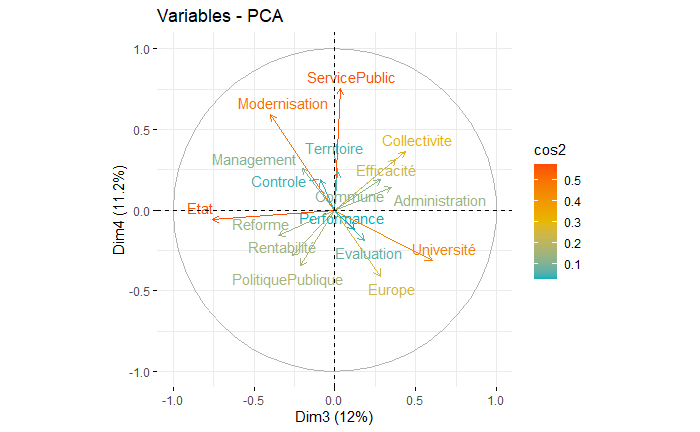 Variables - PCA
1.0
0.5
0.0
-0.5
-1.0
Dim4 (11.2%)
ServicePublic
Modernisation
Collectivite
Territoire
Management
Efficacité
Controle
Commune
Administration
Etat
Performance
Reforme
Rentabilité
Evaluation
Université
PolitiquePublique
Europe
-1.0
-0.5
0.0
0.5
1.0
Dim3 (12%)
cos2
0.5
0.4
0.3
0.2
0.1